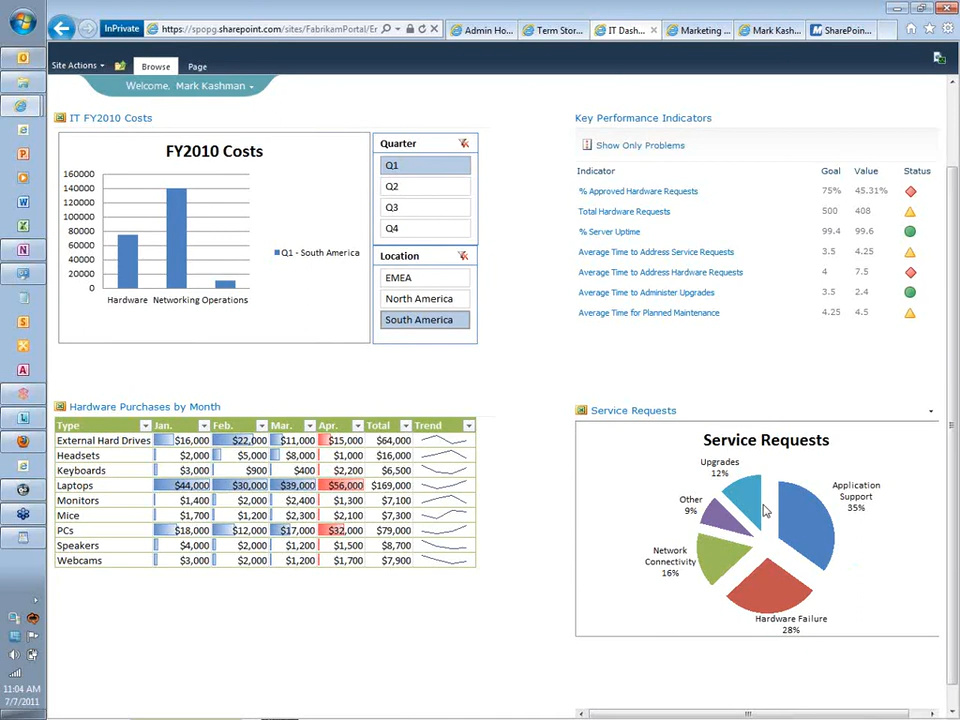 InPrivate
https://spopg.sharepoint.com/sites/FabrikamPortal/Er
Admin Ho...
Term Stor...
IT Dash...
Marketing ...
Mark Kash...
SharePoin...
Site Actions
Browse
Page
Welcome, Mark Kashman
IT FY2010 Costs
FY2010 Costs
160000
140000
120000
100000
80000
60000
40000
20000
0
Hardware Networking Operations
Q1 - South America
Quarter
Q1
Q2
Q3
Q4
Location
EMEA
North America
South America
Key Performance Indicators
Show Only Problems
Indicator Goal Value Status
% Approved Hardware Requests 75% 45.31%
Total Hardware Requests 500 408
% Server Uptime 99.4 99.6
Average Time to Address Service Requests 3.5 4.25
Average Time to Address Hardware Requests 4 7.5
Average Time to Administer Upgrades 3.5 2.4
Average Time for Planned Maintenance 4.25 4.5
Hardware Purchases by Month
Type Jan. Feb. Mar. Apr. Total Trend
External Hard Drives $16,000 $22,000 $11,000 $15,000 $64,000
Headsets $2,000 $5,000 $8,000 $1,000 $16,000
Keyboards $3,000 $900 $400 $2,200 $6,500
Laptops $44,000 $30,000 $39,000 $56,000 $169,000
Monitors $1,400 $2,000 $2,400 $1,300 $7,100
Mice $1,700 $1,200 $2,300 $2,100 $7,300
PCs $18,000 $12,000 $17,000 $32,000 $79,000
Speakers $4,000 $2,000 $1,200 $1,500 $8,700
Webcams $3,000 $2,000 $1,200 $1,700 $7,900
Service Requests
Service Requests
Upgrades
12%
Application
Support
35%
Other
9%
Network
Connectivity
16%
Hardware Failure
28%
11:04 AM
7/7/2011